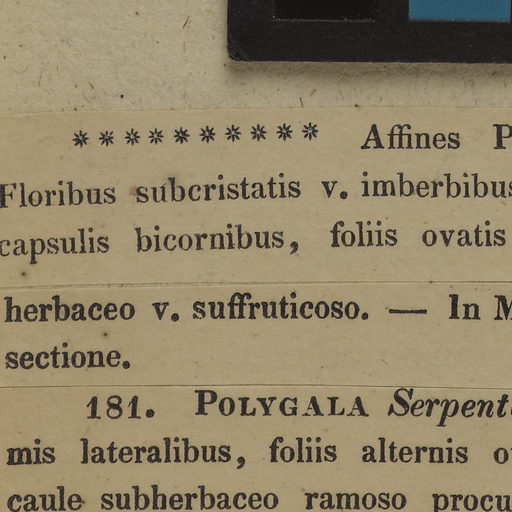 ********** Affines P
Floribus subcristatis v. imberbibus
capsulis bicornibus, foliis ovatis
herbaceo v. suffruticoso. — In M
sectione.
181. POLYGALA Serpent
mis lateralibus, foliis alternis o
caule subherbaceo ramoso procu